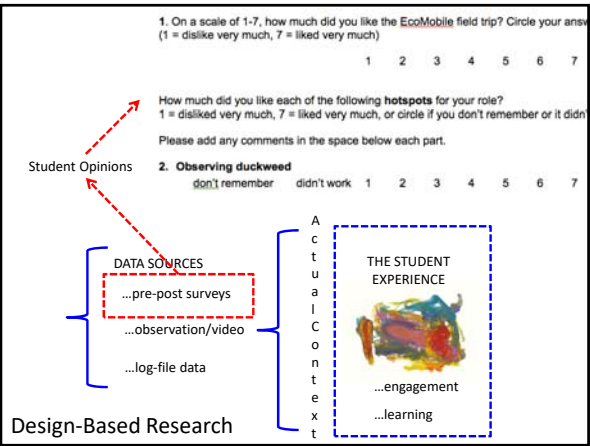 1. On a scale of 1-7, how much did you like the EcoMobile field trip? Circle your answ
(1 = dislike very much, 7 = liked very much)
1 2 3 4 5 6 7
How much did you like each of the following hotspots for your role?
1 = disliked very much, 7 = liked very much, or circle if you don't remember or it didn'
Please add any comments in the space below each part.
Student Opinions
2. Observing duckweed
don't remember didn't work 1 2 3 4 5 6 7
DATA SOURCES
...pre-post surveys
...observation/video
...log-file data
Actual Context
THE STUDENT
EXPERIENCE
...engagement
...learning
Design-Based Research